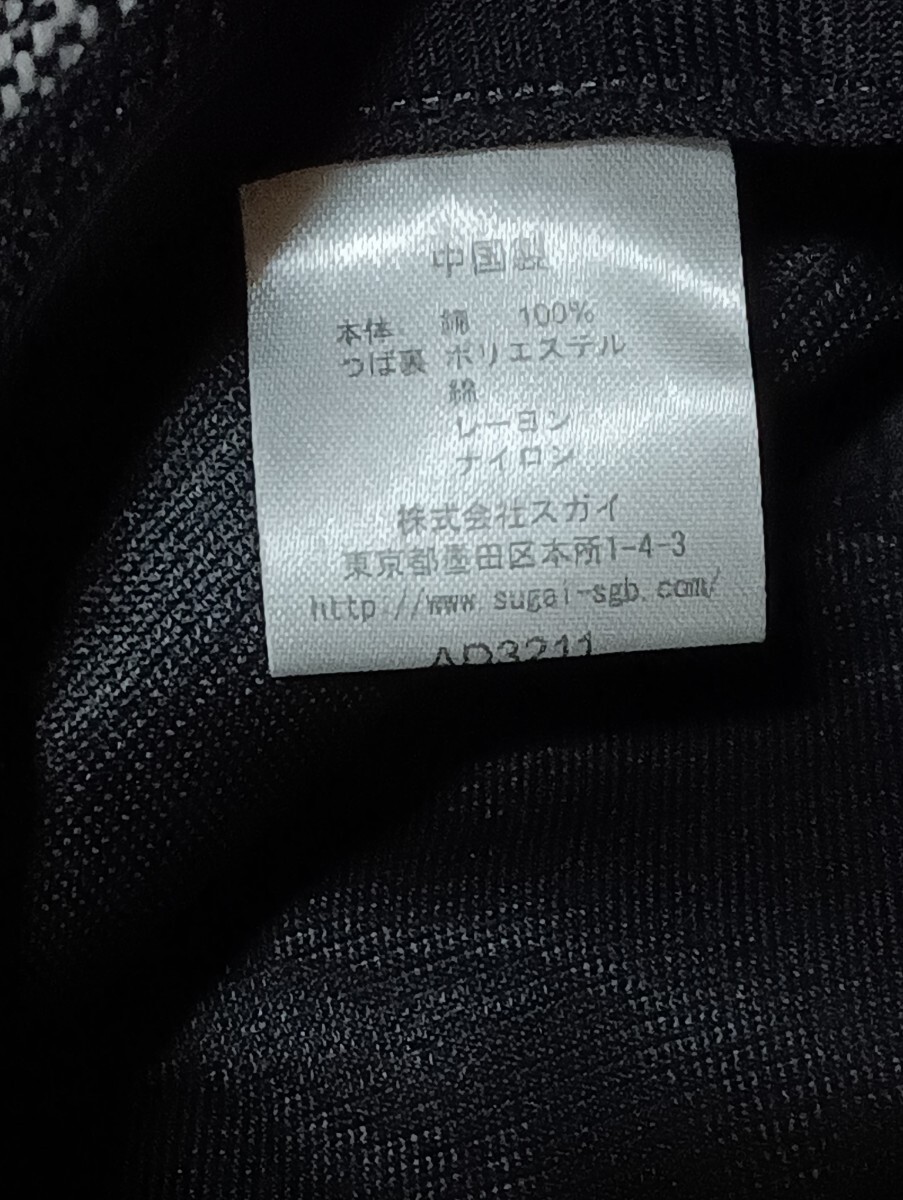 中国製
本体 綿 100%
つば裏 ポリエステル
綿
レーヨン
ナイロン
株式会社スガイ
東京都墨田区本所1-4-3
http://www.sugai-sgb.com/